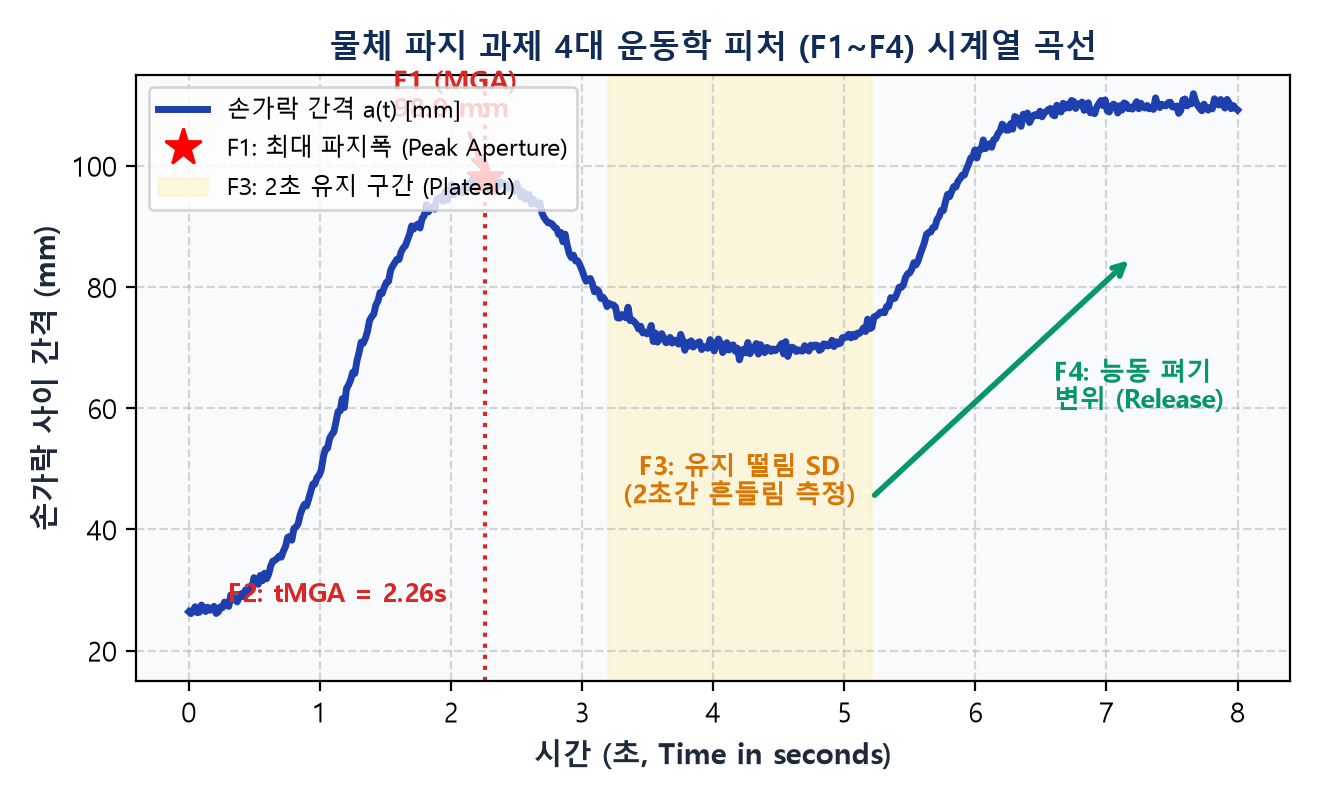 물체 파지 과제 4대 운동학 피처 (F1~F4) 시계열 곡선
F1 (MGA)
98.0 mm
손가락 간격 a(t) [mm]
F1: 최대 파지폭 (Peak Aperture)
F3: 2초 유지 구간 (Plateau)
손가락 사이 간격 (mm)
100
80
60
40
20
F4: 능동 펴기
변위 (Release)
F3: 유지 떨림 SD
(2초간 흔들림 측정)
F2: tMGA = 2.26s
0 1 2 3 4 5 6 7 8
시간 (초, Time in seconds)